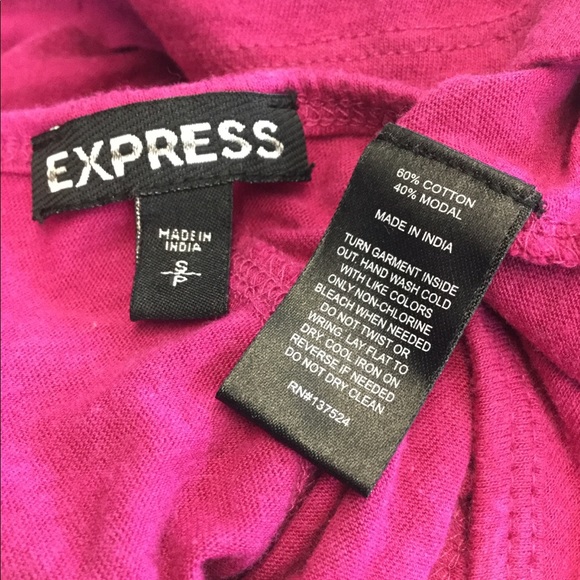 EXPRESS
MADE IN
INDIA
S
P
60% COTTON
40% MODAL
MADE IN INDIA
TURN GARMENT INSIDE
OUT. HAND WASH COLD
WITH LIKE COLORS
ONLY NON-CHLORINE
BLEACH WHEN NEEDED
DO NOT TWIST OR
WRING. LAY FLAT TO
DRY. COOL IRON ON
REVERSE IF NEEDED
DO NOT DRY CLEAN
RN#137524